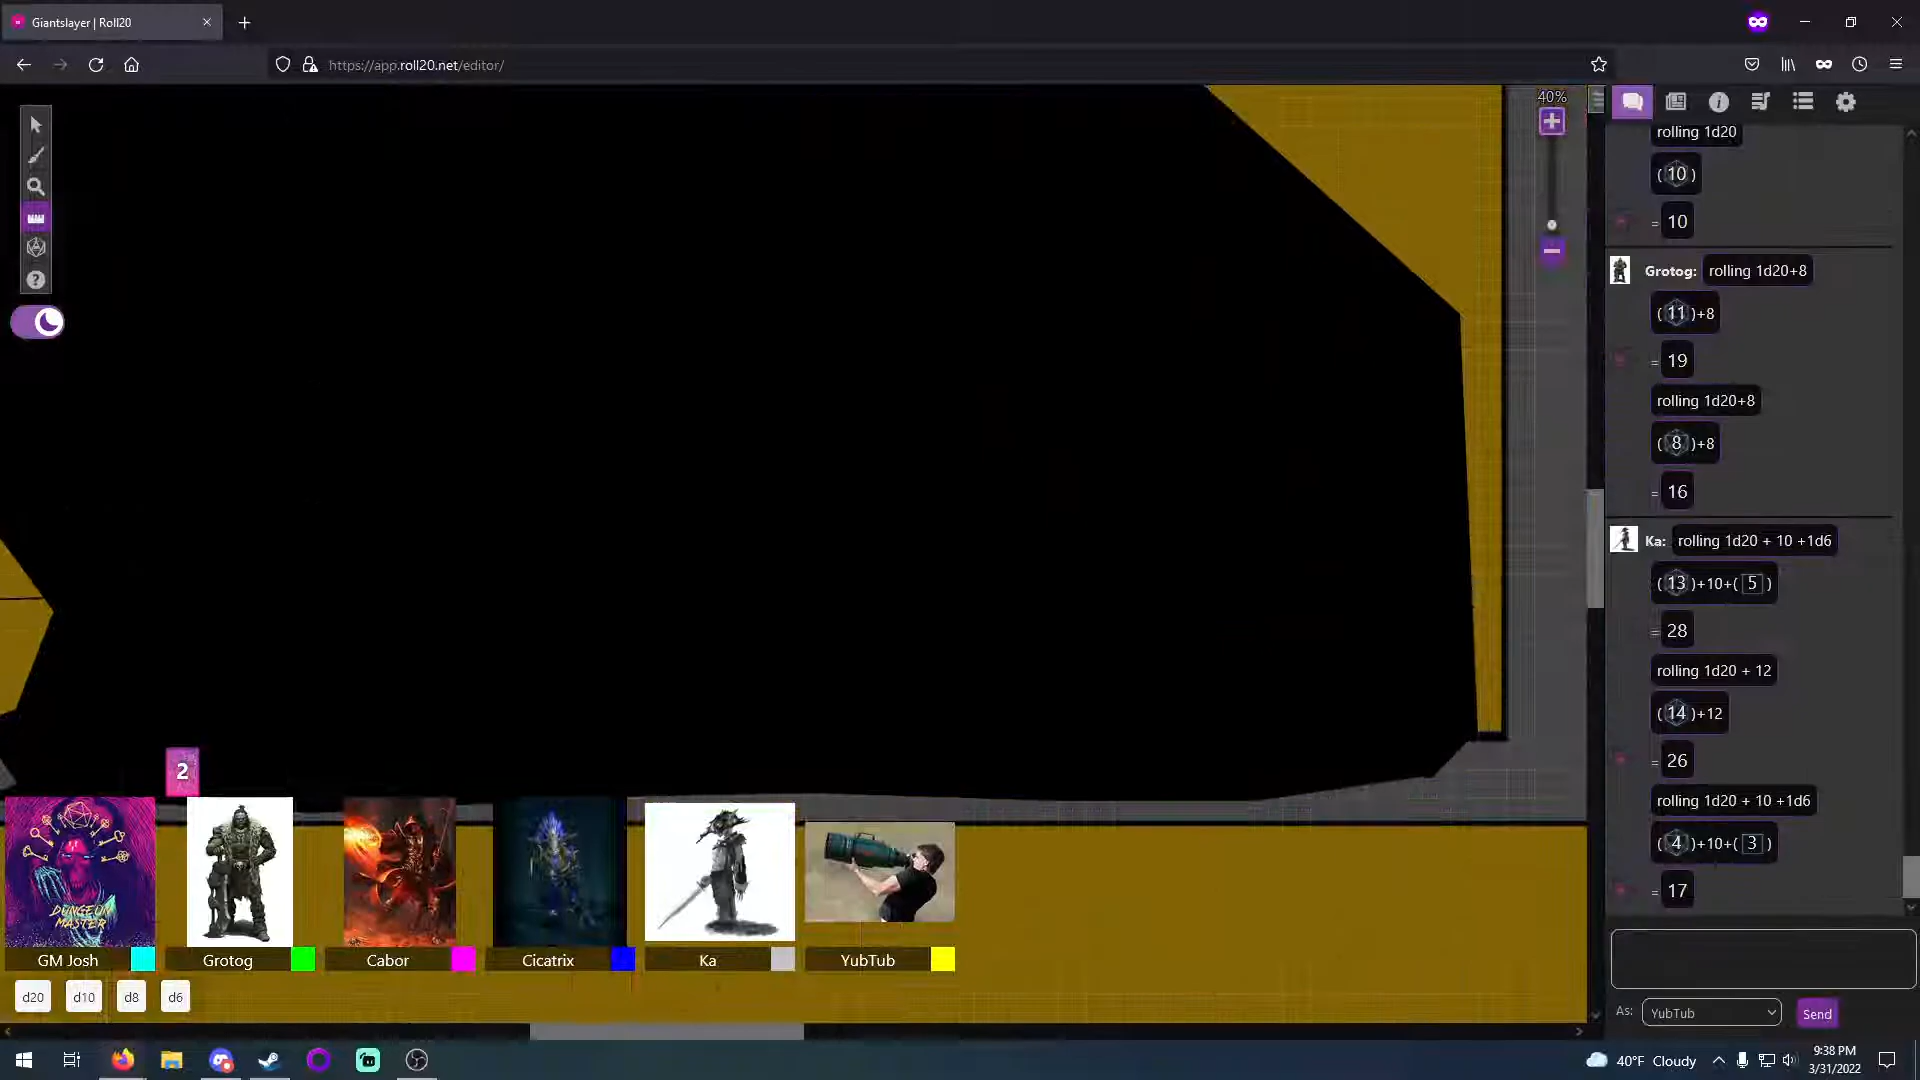 Giantslayer | Roll20
https://app.roll20.net/editor/
40%
rolling 1d20
(10)
= 10
Grotog: rolling 1d20+8
(11)+8
= 19
rolling 1d20+8
(8)+8
= 16
Ka: rolling 1d20 + 10 +1d6
(13)+10+(5)
= 28
rolling 1d20 + 12
(14)+12
= 26
rolling 1d20 + 10 +1d6
(4)+10+(3)
= 17
2
DUNGEON
MASTER
GM Josh
Grotog
Cabor
Cicatrix
Ka
YubTub
d20
d10
d8
d6
As:
YubTub
Send
40°F Cloudy
9:38 PM
3/31/2022